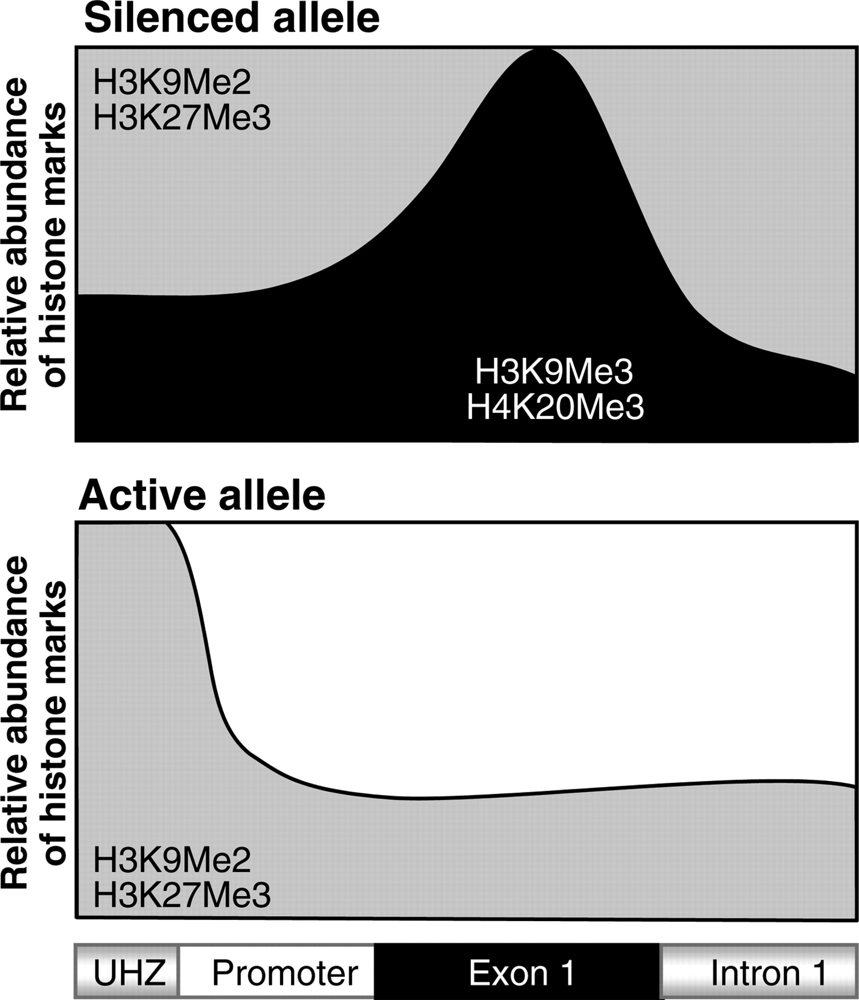 Silenced allele
Relative abundance
of histone marks
H3K9Me2
H3K27Me3
H3K9Me3
H4K20Me3
Active allele
Relative abundance
of histone marks
H3K9Me2
H3K27Me3
UHZ Promoter Exon 1 Intron 1